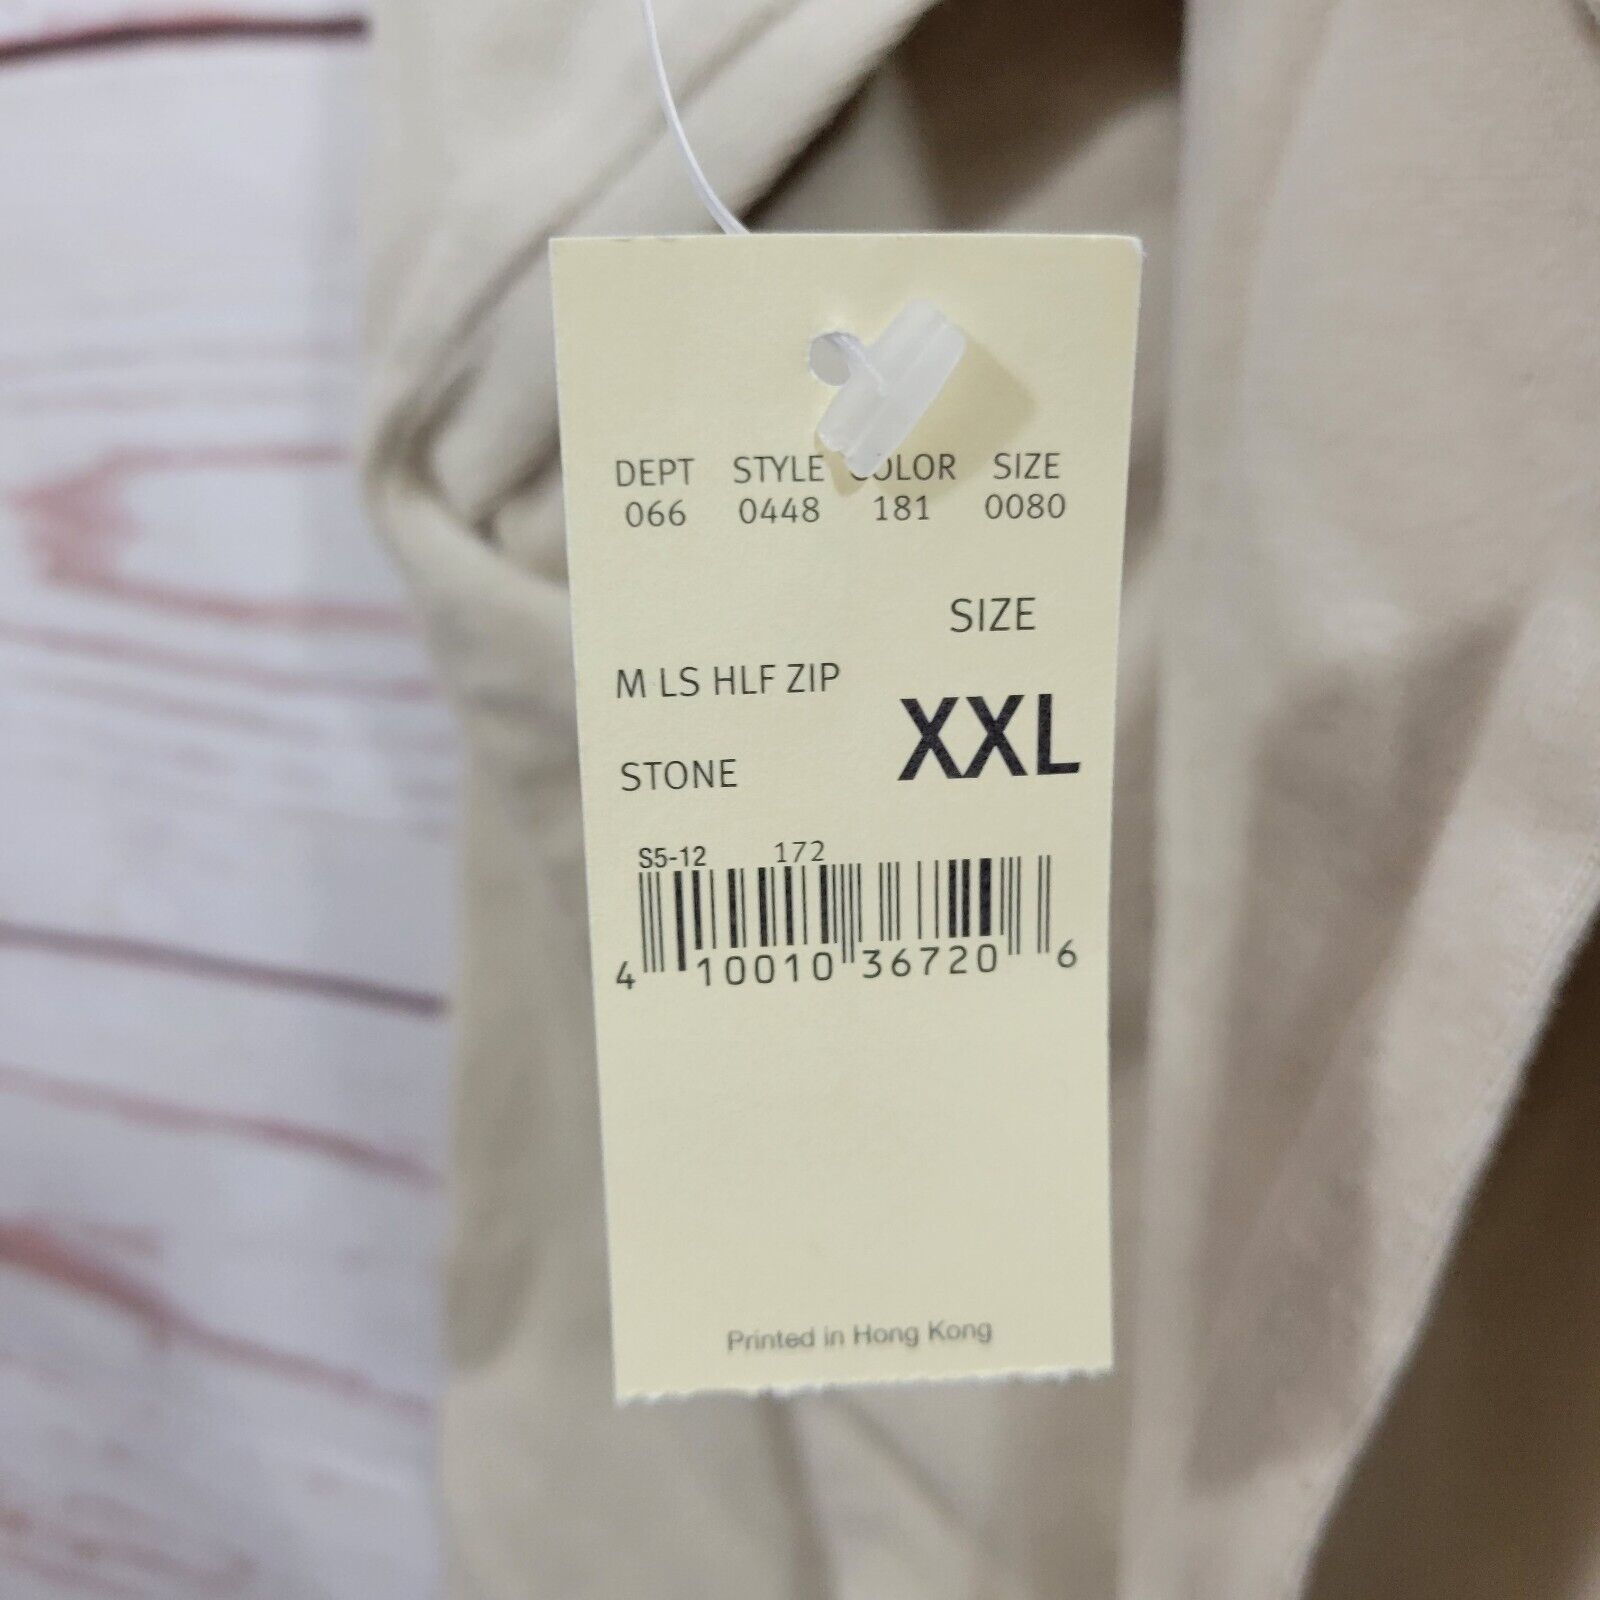 DEPT STYLE COLOR SIZE
066 0448 181 0080
SIZE
M LS HLF ZIP
XXL
STONE
S5-12 172
4 10010 36720 6
Printed in Hong Kong